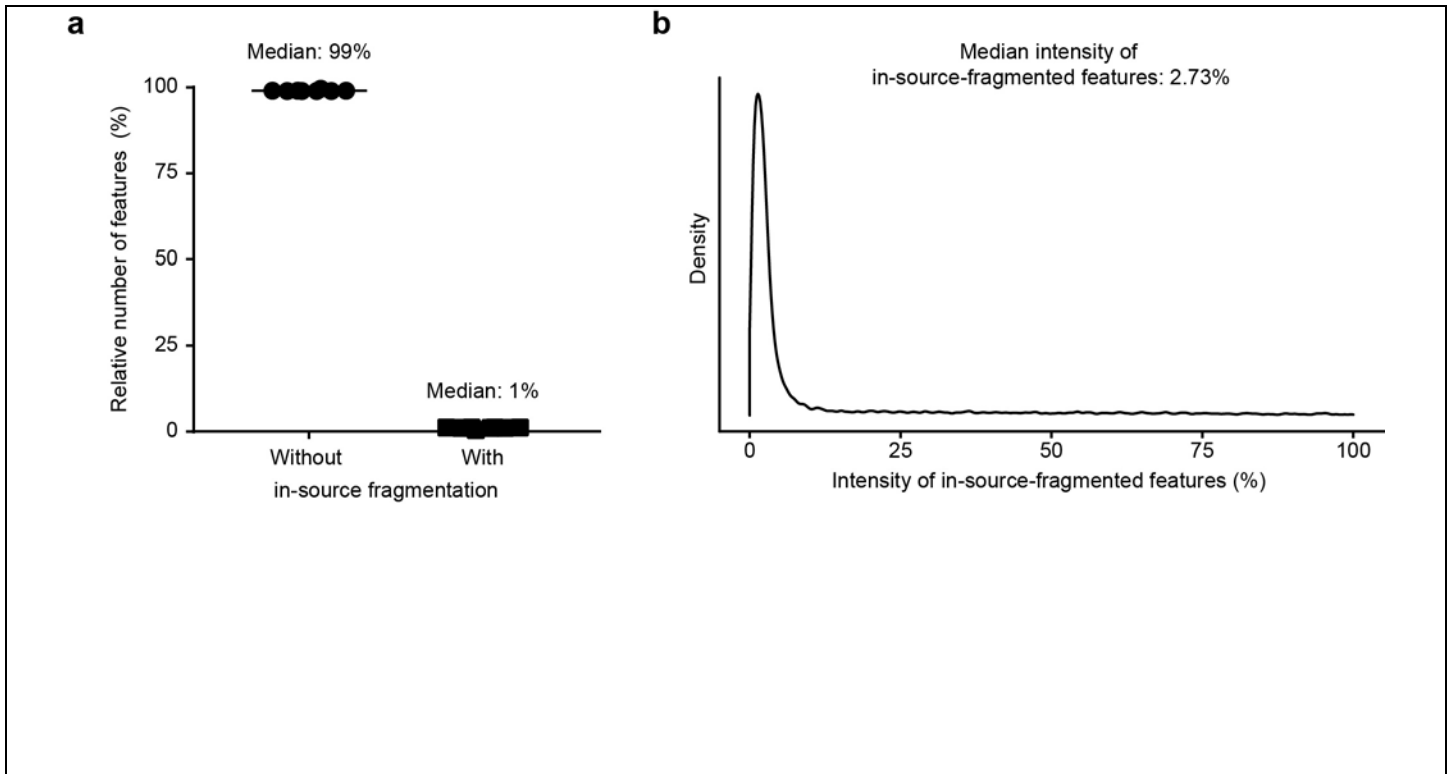 a
Median: 99%
Relative number of features (%)
100
75
50
25
0
Median: 1%
Without
With
in-source fragmentation
b
Median intensity of
in-source-fragmented features: 2.73%
Density
0
25
50
75
100
Intensity of in-source-fragmented features (%)